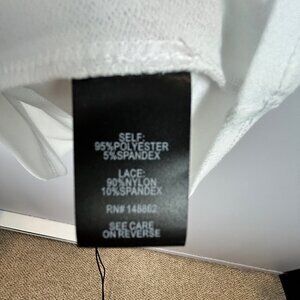 SELF:
95%POLYESTER
5%SPANDEX
LACE:
90%NYLON
10%SPANDEX
RN# 148862
SEE CARE
ON REVERSE